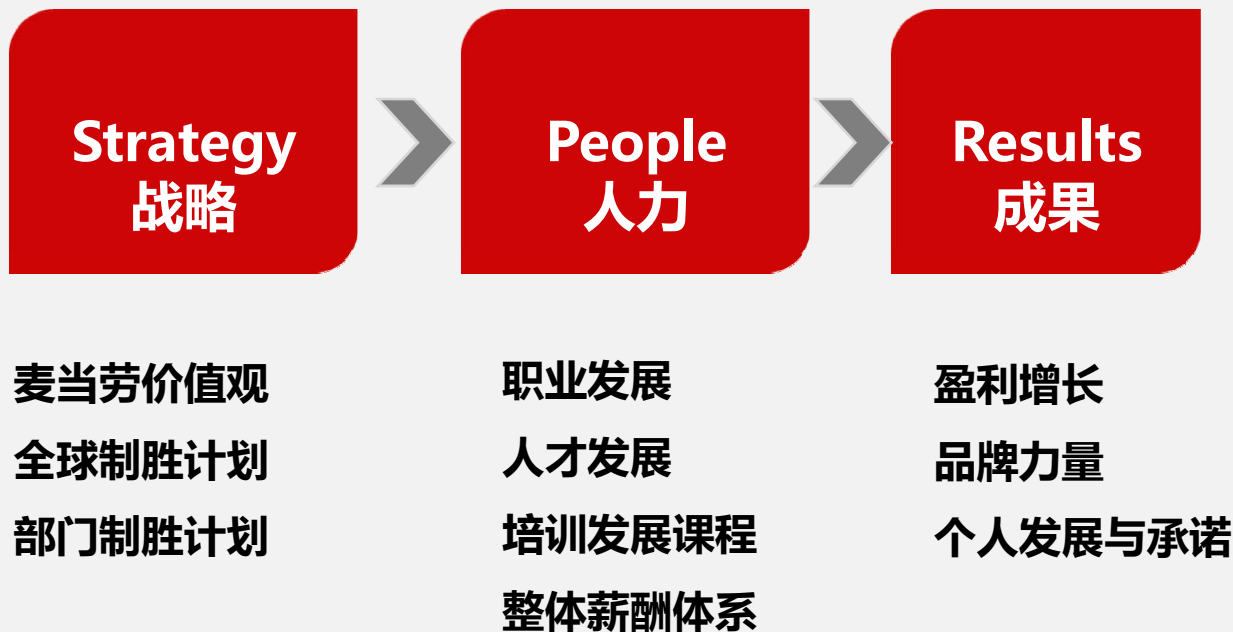 Strategy
战略
People
人力
Results
成果
麦当劳价值观
全球制胜计划
部门制胜计划
职业发展
人才发展
培训发展课程
整体薪酬体系
盈利增长
品牌力量
个人发展与承诺